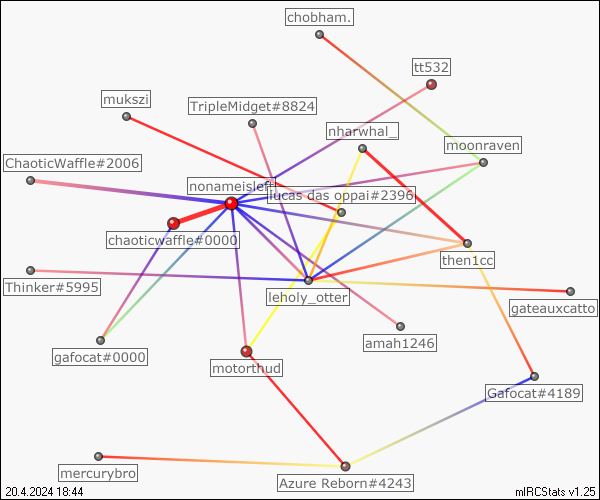 chobham.
tt532
mukszi
TripleMidget#8824
nharwhal_
moonraven
ChaoticWaffle#2006
nonameisleft
lucas das oppai#2396
chaoticwaffle#0000
then1cc
Thinker#5995
leholy_otter
gateauxcatto
gafocat#0000
amah1246
motorthud
Gafocat#4189
mercurybro
Azure Reborn#4243
20.4.2024 18:44
mIRCStats v1.25